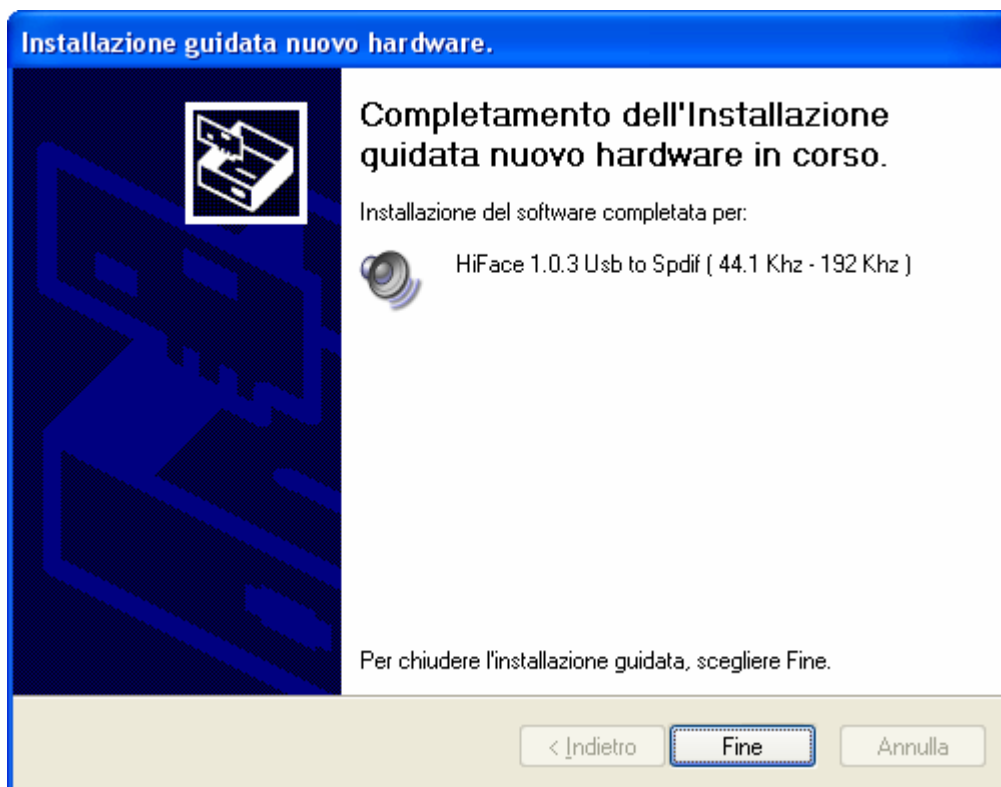 Installazione guidata nuovo hardware.
Completamento dell'Installazione
guidata nuovo hardware in corso.
Installazione del software completata per:
HiFace 1.0.3 Usb to Spdif ( 44.1 Khz - 192 Khz )
Per chiudere l'installazione guidata, scegliere Fine.
< Indietro
Fine
Annulla